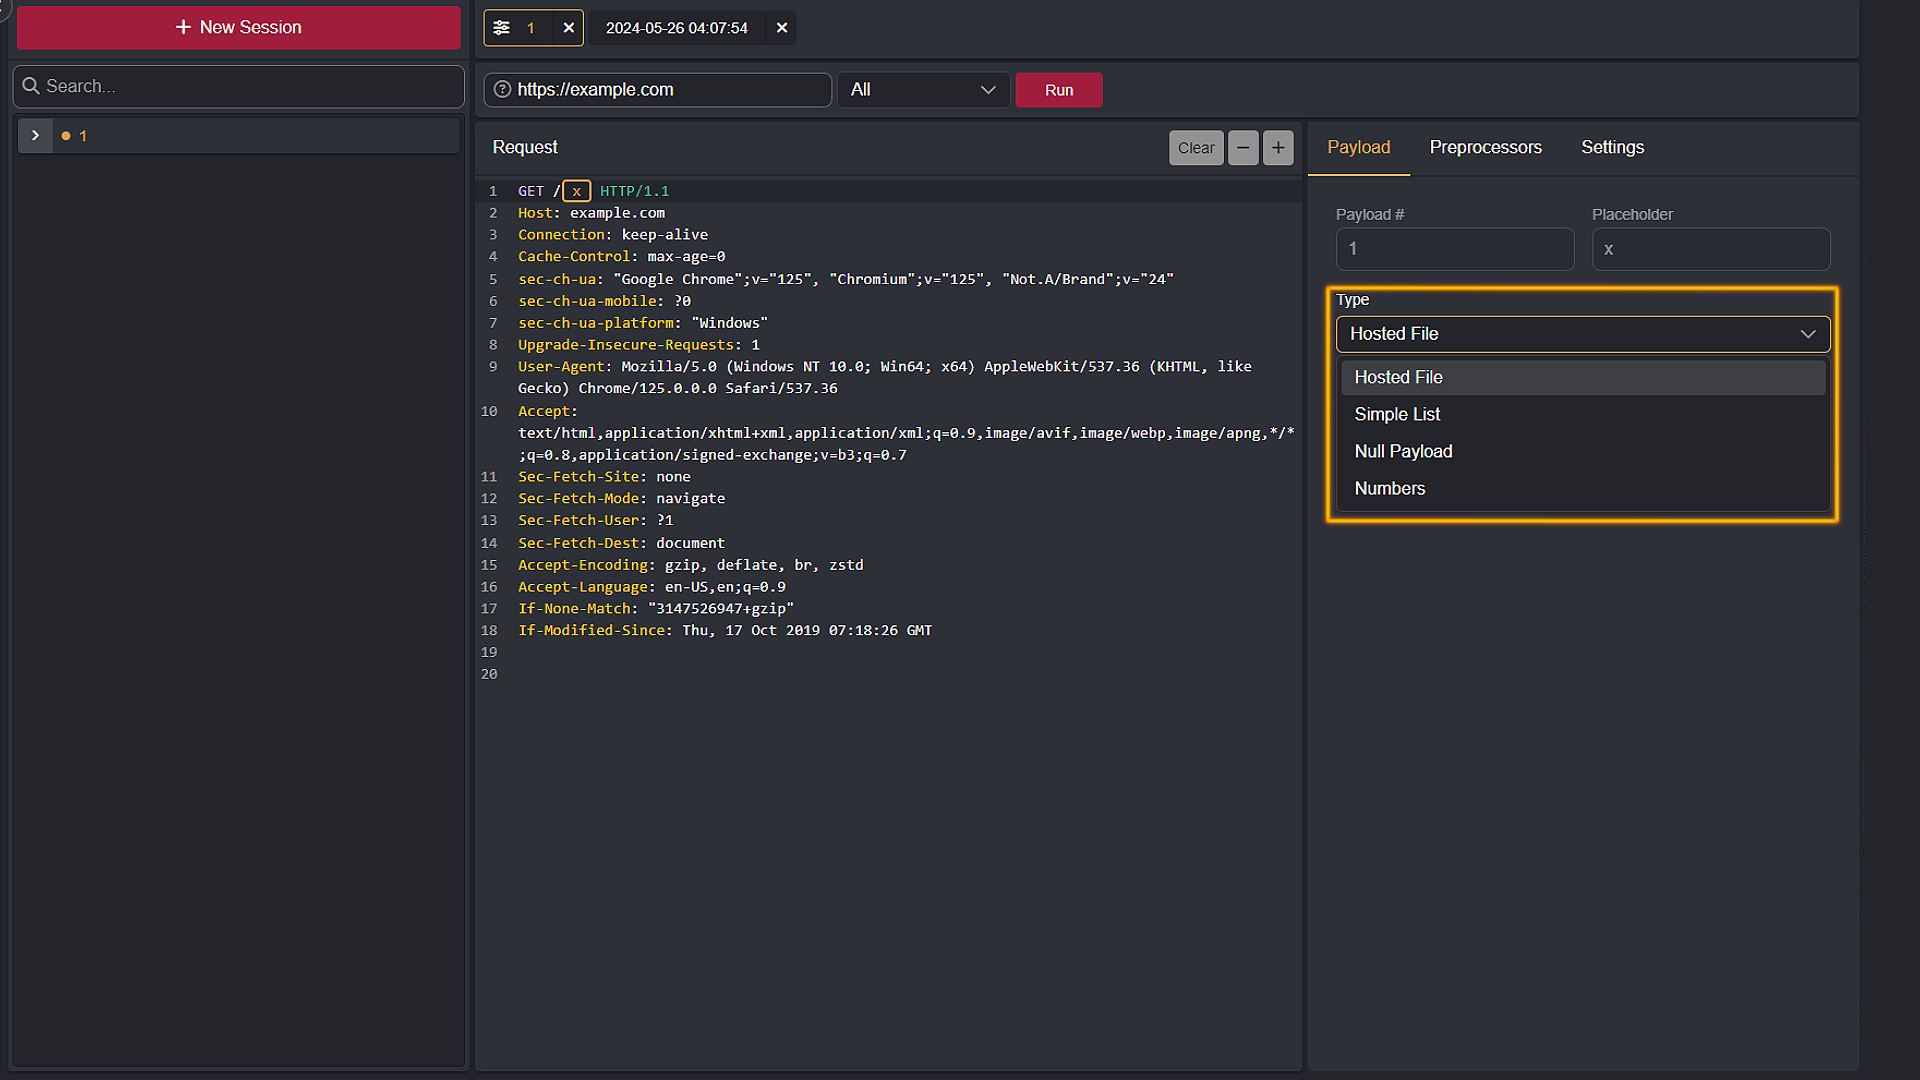 New Session
Search...
1
1
2024-05-26 04:07:54
https://example.com
All
Run
Request
Clear
1 GET / x HTTP/1.1
2 Host: example.com
3 Connection: keep-alive
4 Cache-Control: max-age=0
5 sec-ch-ua: "Google Chrome";v="125", "Chromium";v="125", "Not.A/Brand";v="24"
6 sec-ch-ua-mobile: ?0
7 sec-ch-ua-platform: "Windows"
8 Upgrade-Insecure-Requests: 1
9 User-Agent: Mozilla/5.0 (Windows NT 10.0; Win64; x64) AppleWebKit/537.36 (KHTML, like
Gecko) Chrome/125.0.0.0 Safari/537.36
10 Accept:
text/html,application/xhtml+xml,application/xml;q=0.9,image/avif,image/webp,image/apng,*/*
;q=0.8,application/signed-exchange;v=b3;q=0.7
11 Sec-Fetch-Site: none
12 Sec-Fetch-Mode: navigate
13 Sec-Fetch-User: ?1
14 Sec-Fetch-Dest: document
15 Accept-Encoding: gzip, deflate, br, zstd
16 Accept-Language: en-US,en;q=0.9
17 If-None-Match: "3147526947+gzip"
18 If-Modified-Since: Thu, 17 Oct 2019 07:18:26 GMT
19
20
Payload Preprocessors Settings
Payload # Placeholder
1 x
Type
Hosted File
Hosted File
Simple List
Null Payload
Numbers